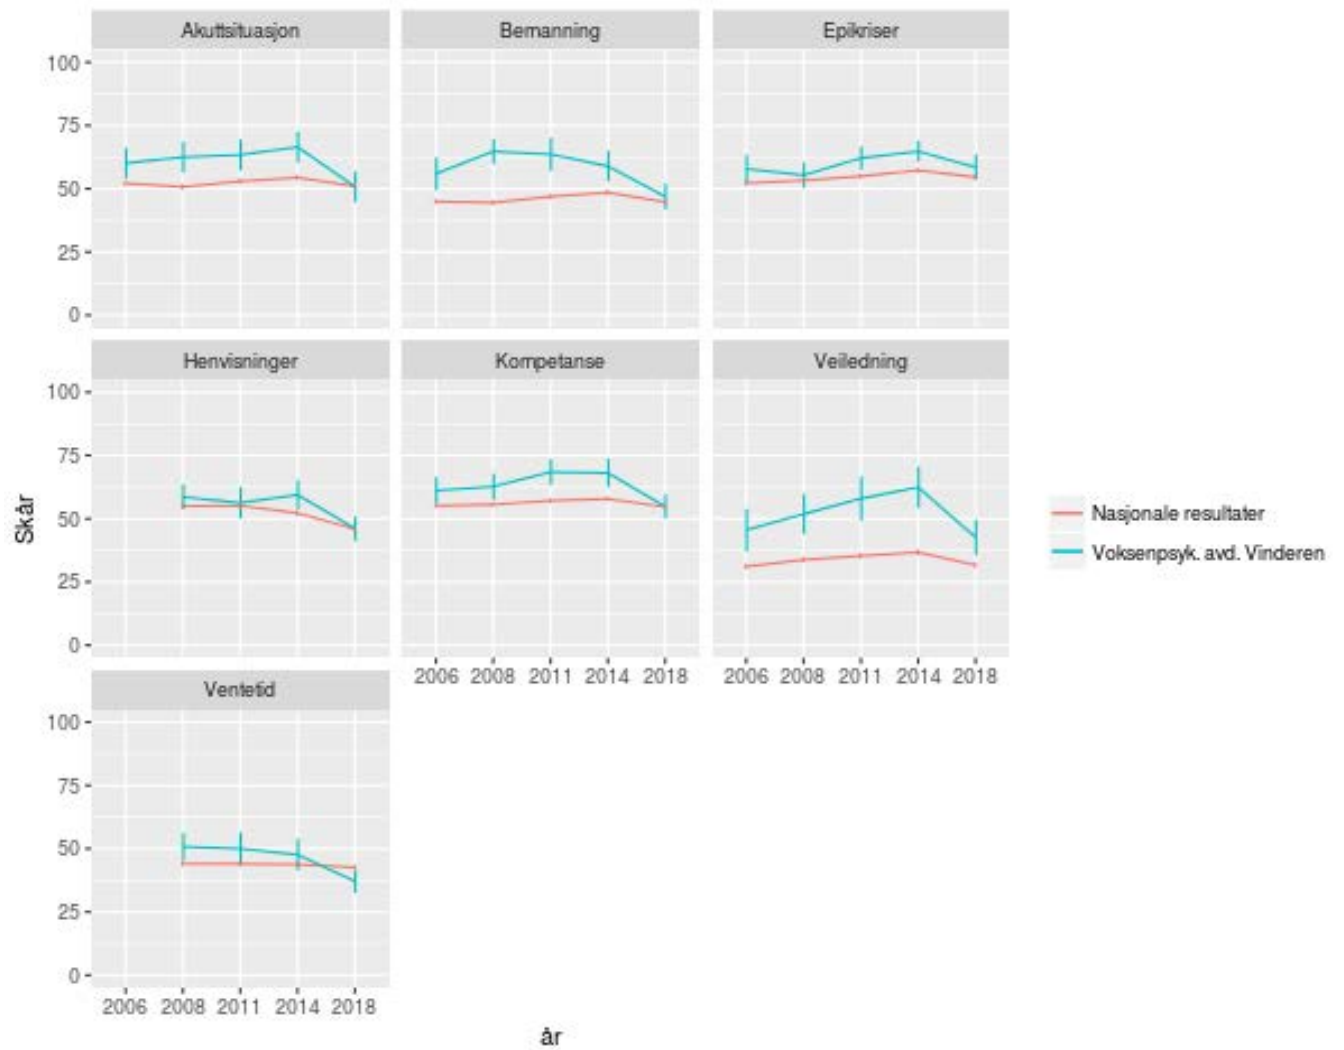 Akuttsituasjon Bemanning Epikriser
100
75
50
25
0
Henvisninger Kompetanse Veiledning
100
75
50
25
0
2006 2008 2011 2014 2018 2006 2008 2011 2014 2018
Ventetid
100
75
50
25
0
2006 2008 2011 2014 2018
år
Skår
Nasjonale resultater
Voksenpsyk. avd. Vinderen